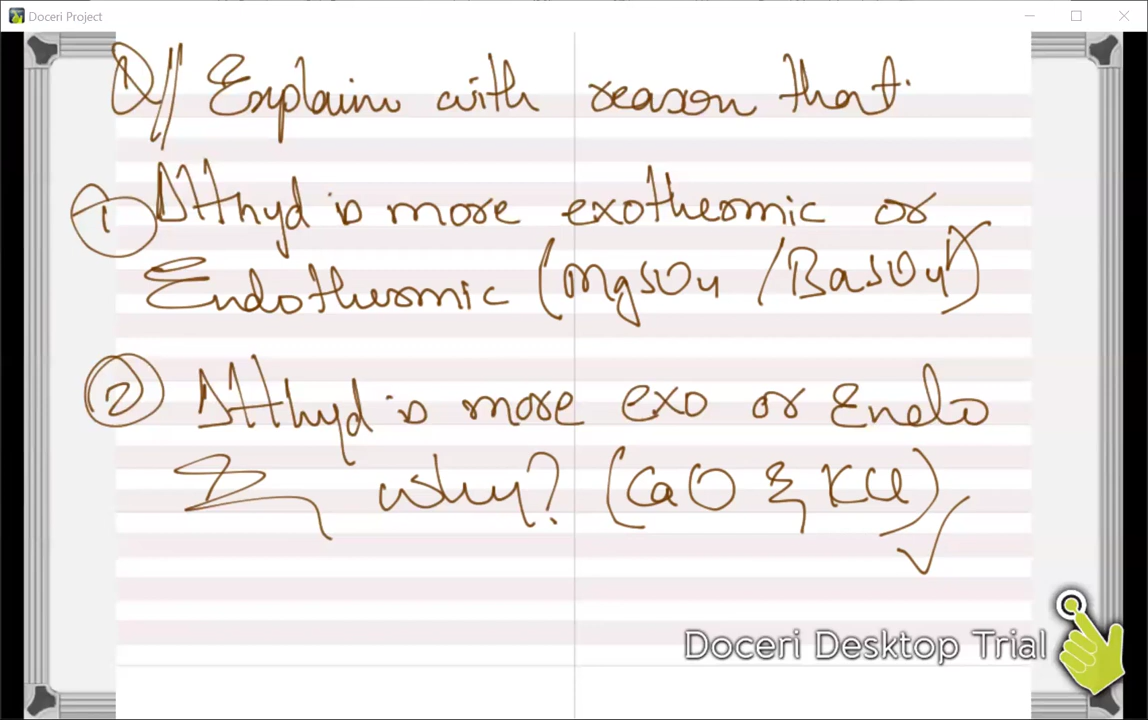 Doceri Project
Q// Explain with reason that
① ΔHhyd is more exothermic or
Endothermic (MgSO4 / BaSO4)
② ΔHhyd is more exo or Endo
& why? (CaO & KCl)
Doceri Desktop Trial